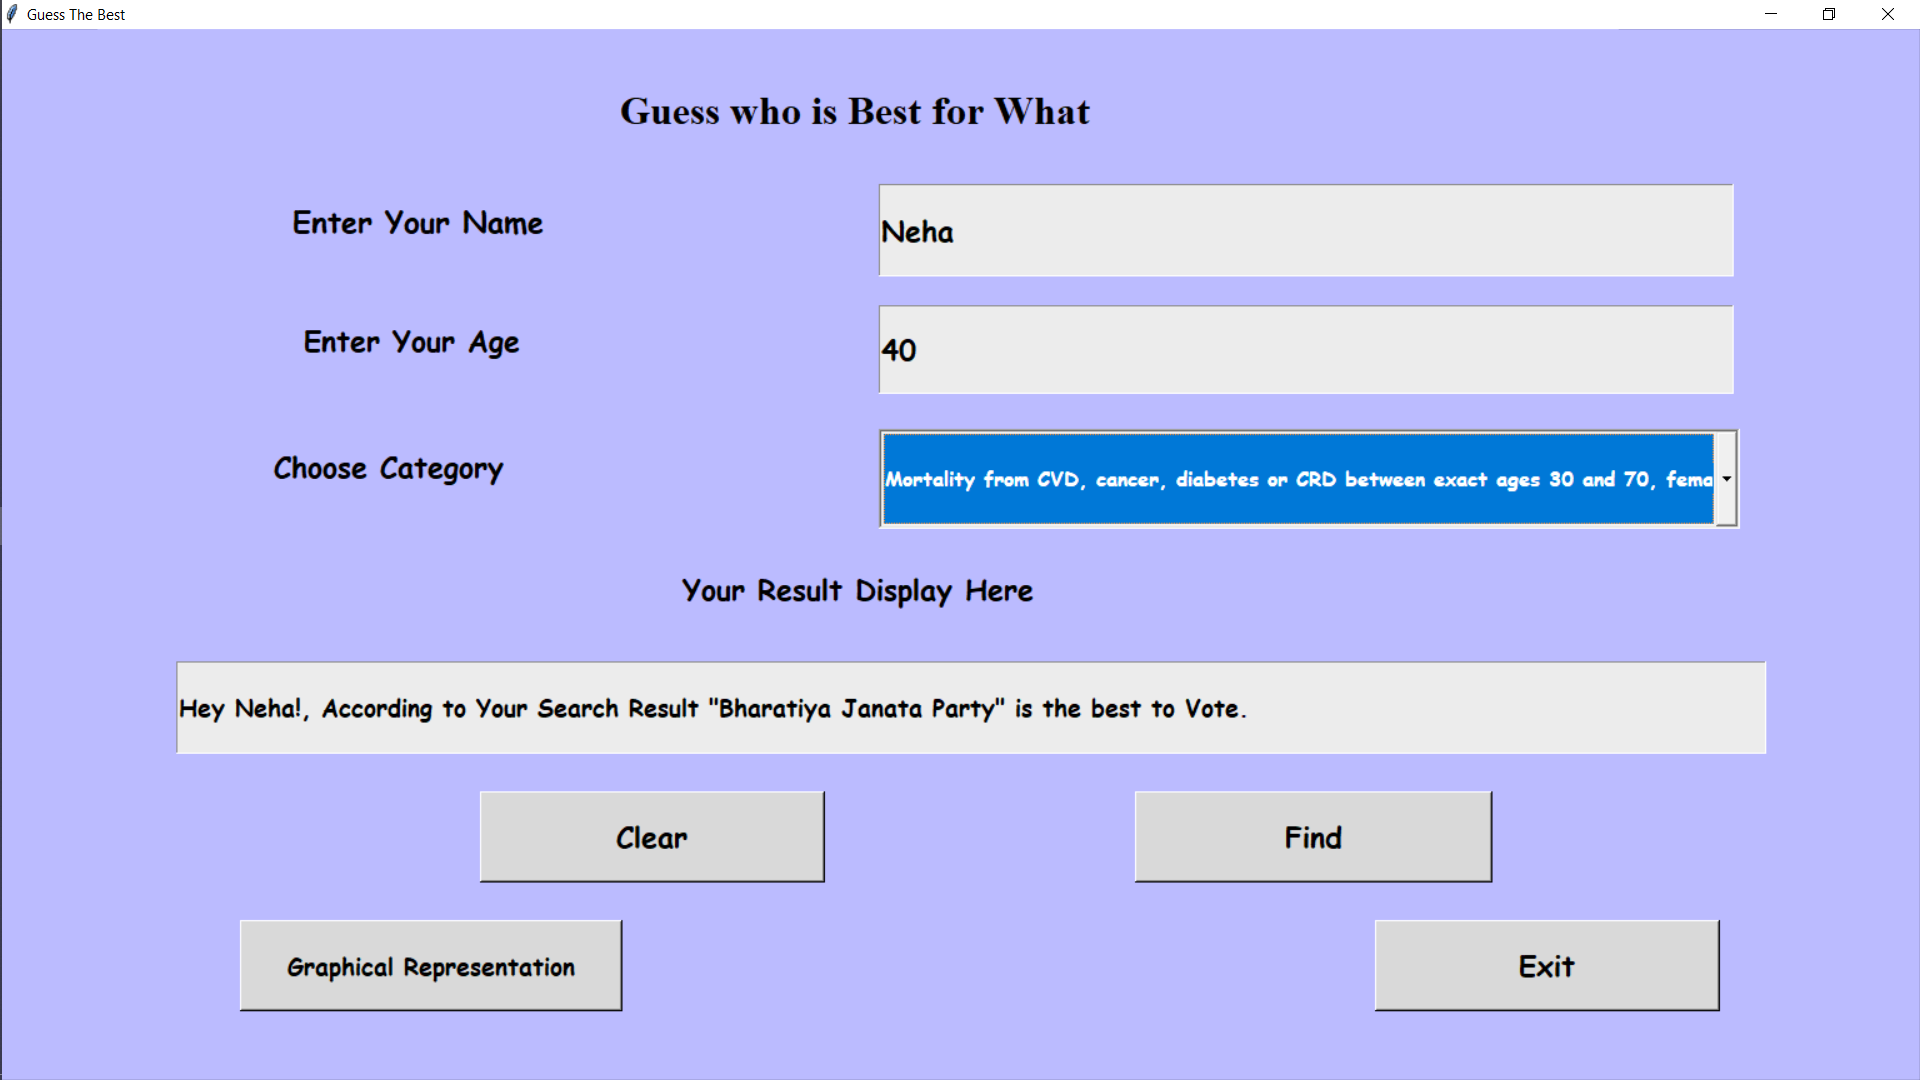 Guess The Best
Guess who is Best for What
Enter Your Name
Neha
Enter Your Age
40
Choose Category
Mortality from CVD, cancer, diabetes or CRD between exact ages 30 and 70, fema
Your Result Display Here
Hey Neha!, According to Your Search Result "Bharatiya Janata Party" is the best to Vote.
Clear
Find
Graphical Representation
Exit